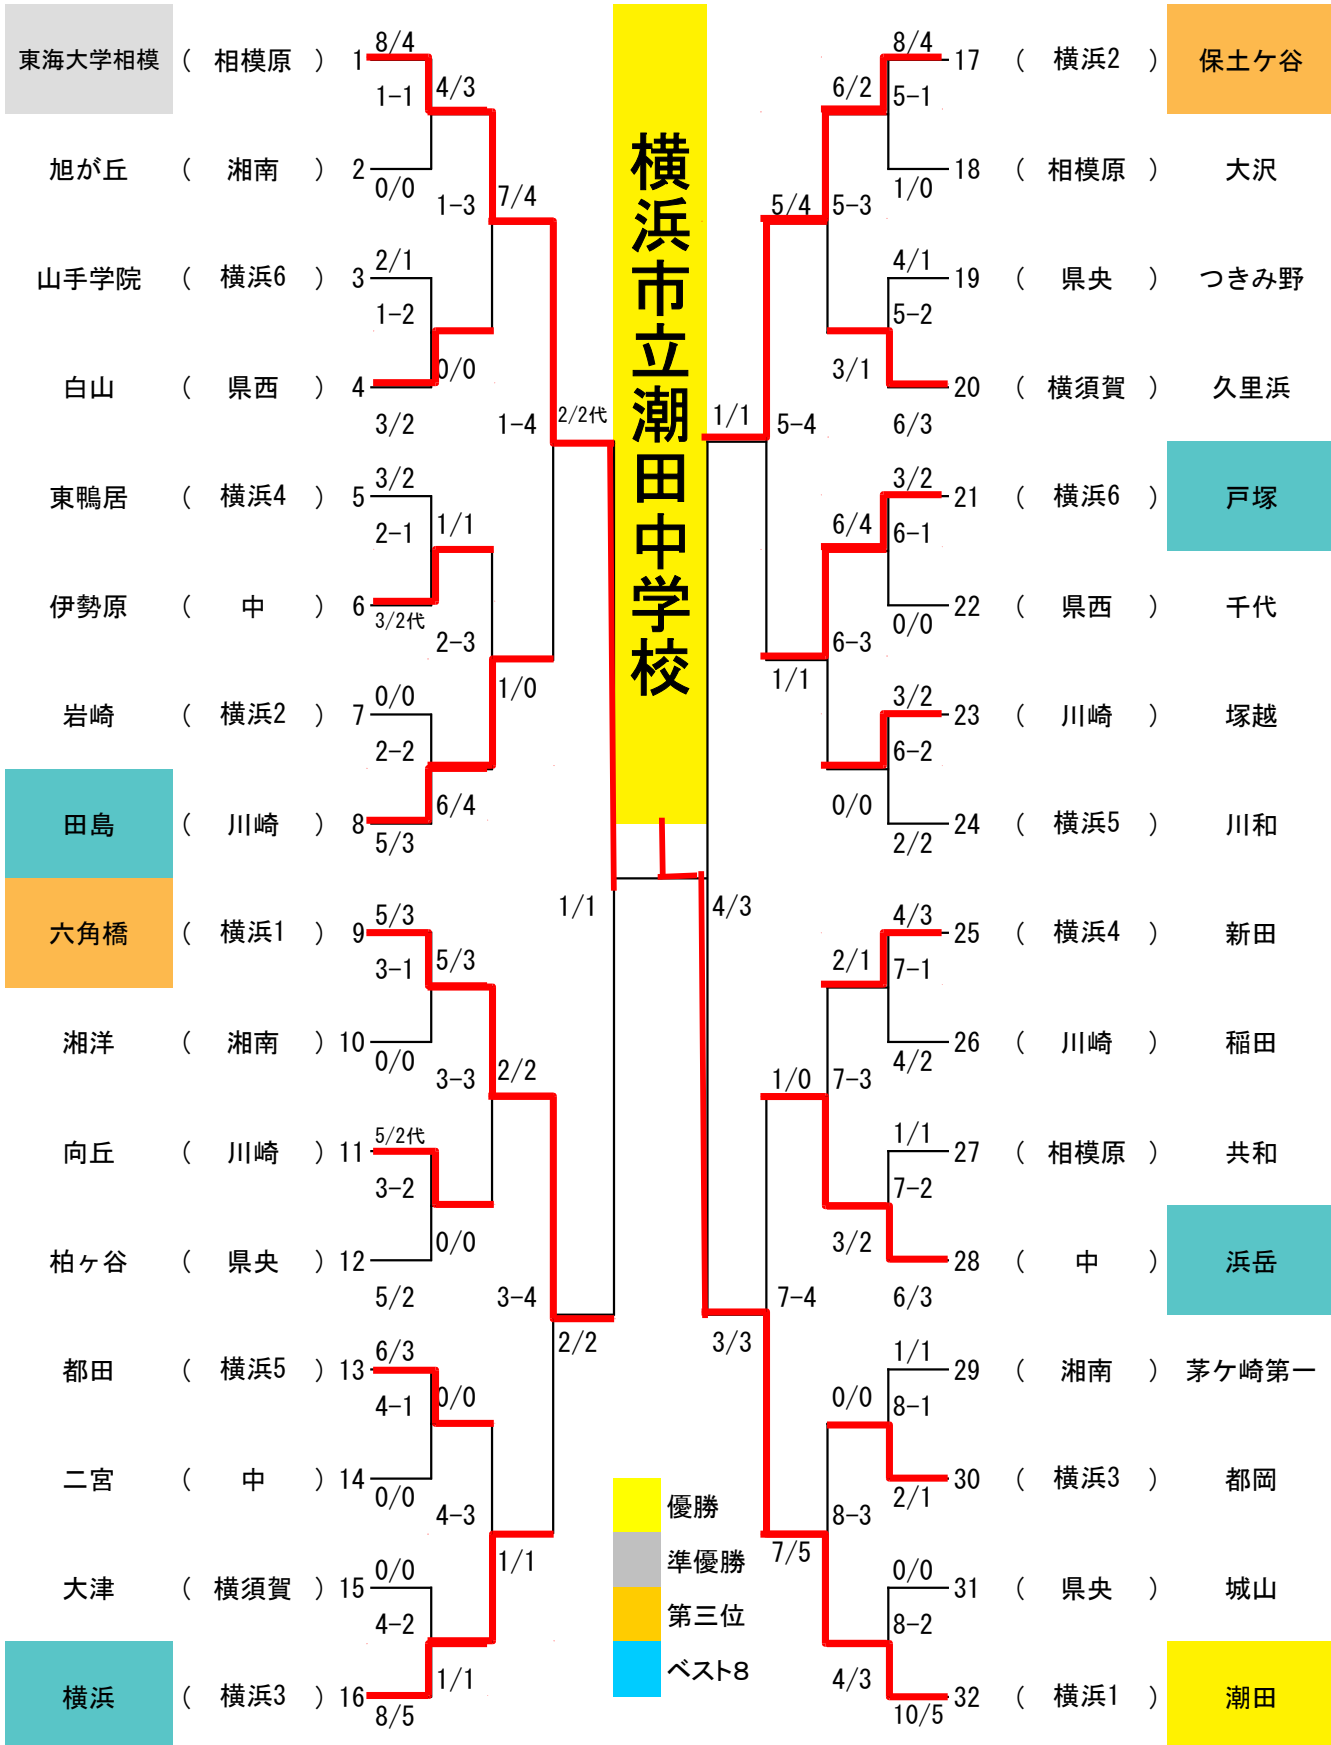 横浜市立潮田中学校
東海大学相模 ( 相模原 ) 1 8/4
1-1 4/3
旭が丘 ( 湘南 ) 2 0/0
1-3 7/4
山手学院 ( 横浜6 ) 3 2/1
1-2
白山 ( 県西 ) 4 0/0
3/2 1-4 2/2代
東鴨居 ( 横浜4 ) 5 3/2
2-1 1/1
伊勢原 ( 中 ) 6 3/2代
2-3
岩崎 ( 横浜2 ) 7 0/0 1/0
2-2
田島 ( 川崎 ) 8 6/4
5/3
1/1
六角橋 ( 横浜1 ) 9 5/3
3-1 5/3
湘洋 ( 湘南 ) 10 0/0
3-3 2/2
向丘 ( 川崎 ) 11 5/2代
3-2
柏ヶ谷 ( 県央 ) 12 0/0
5/2 3-4
2/2
都田 ( 横浜5 ) 13 6/3
4-1 0/0
二宮 ( 中 ) 14 0/0
4-3
大津 ( 横須賀 ) 15 0/0 1/1
4-2
横浜 ( 横浜3 ) 16 1/1
8/5
8/4 17 ( 横浜2 ) 保土ケ谷
6/2 5-1
1/0 18 ( 相模原 ) 大沢
5/4 5-3
4/1 19 ( 県央 ) つきみ野
5-2
3/1 20 ( 横須賀 ) 久里浜
1/1 5-4 6/3
3/2 21 ( 横浜6 ) 戸塚
6/4 6-1
0/0 22 ( 県西 ) 千代
6-3
1/1 3/2 23 ( 川崎 ) 塚越
6-2
0/0 24 ( 横浜5 ) 川和
2/2
4/3
4/3 25 ( 横浜4 ) 新田
2/1 7-1
4/2 26 ( 川崎 ) 稲田
1/0 7-3
1/1 27 ( 相模原 ) 共和
7-2
3/2 28 ( 中 ) 浜岳
7-4 6/3
3/3
1/1 29 ( 湘南 ) 茅ケ崎第一
0/0 8-1
2/1 30 ( 横浜3 ) 都岡
8-3
7/5 0/0 31 ( 県央 ) 城山
8-2
4/3 32 ( 横浜1 ) 潮田
10/5
優勝
準優勝
第三位
ベスト8